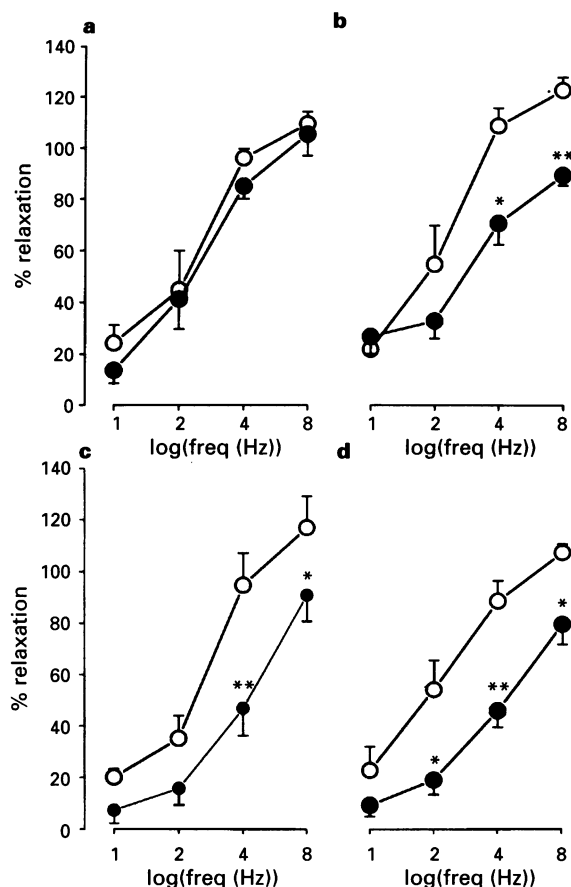 a
140
120
100
80
60
40
20
0
% relaxation
1 2 4 8
log(freq (Hz))
b
*
**
1 2 4 8
log(freq (Hz))
c
140
120
100
80
60
40
20
0
% relaxation
**
*
1 2 4 8
log(freq (Hz))
d
*
**
*
1 2 4 8
log(freq (Hz))